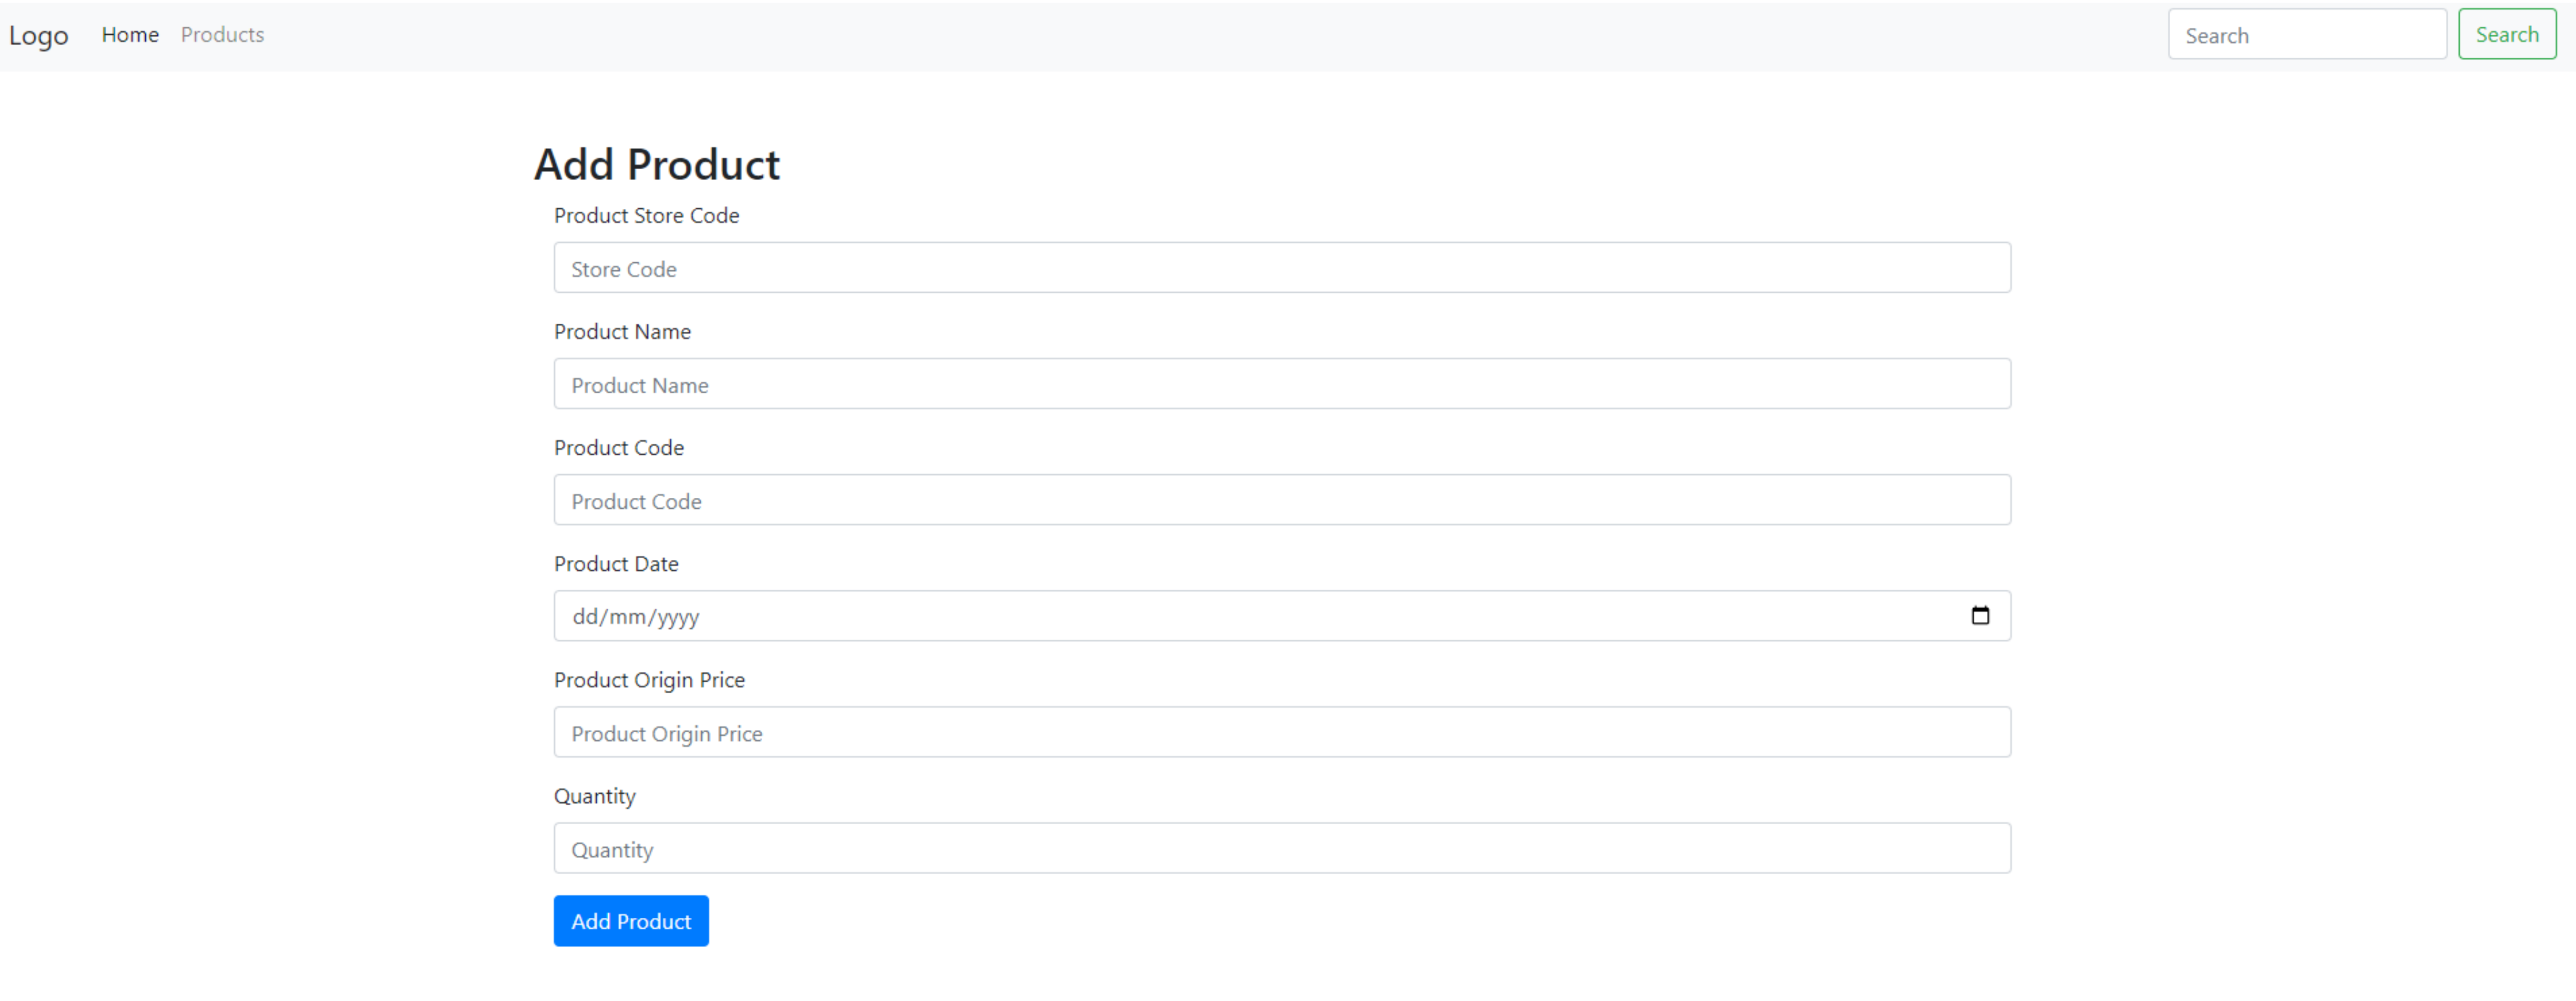 Logo Home Products Search Search
Add Product
Product Store Code
Store Code
Product Name
Product Name
Product Code
Product Code
Product Date
dd/mm/yyyy
Product Origin Price
Product Origin Price
Quantity
Quantity
Add Product